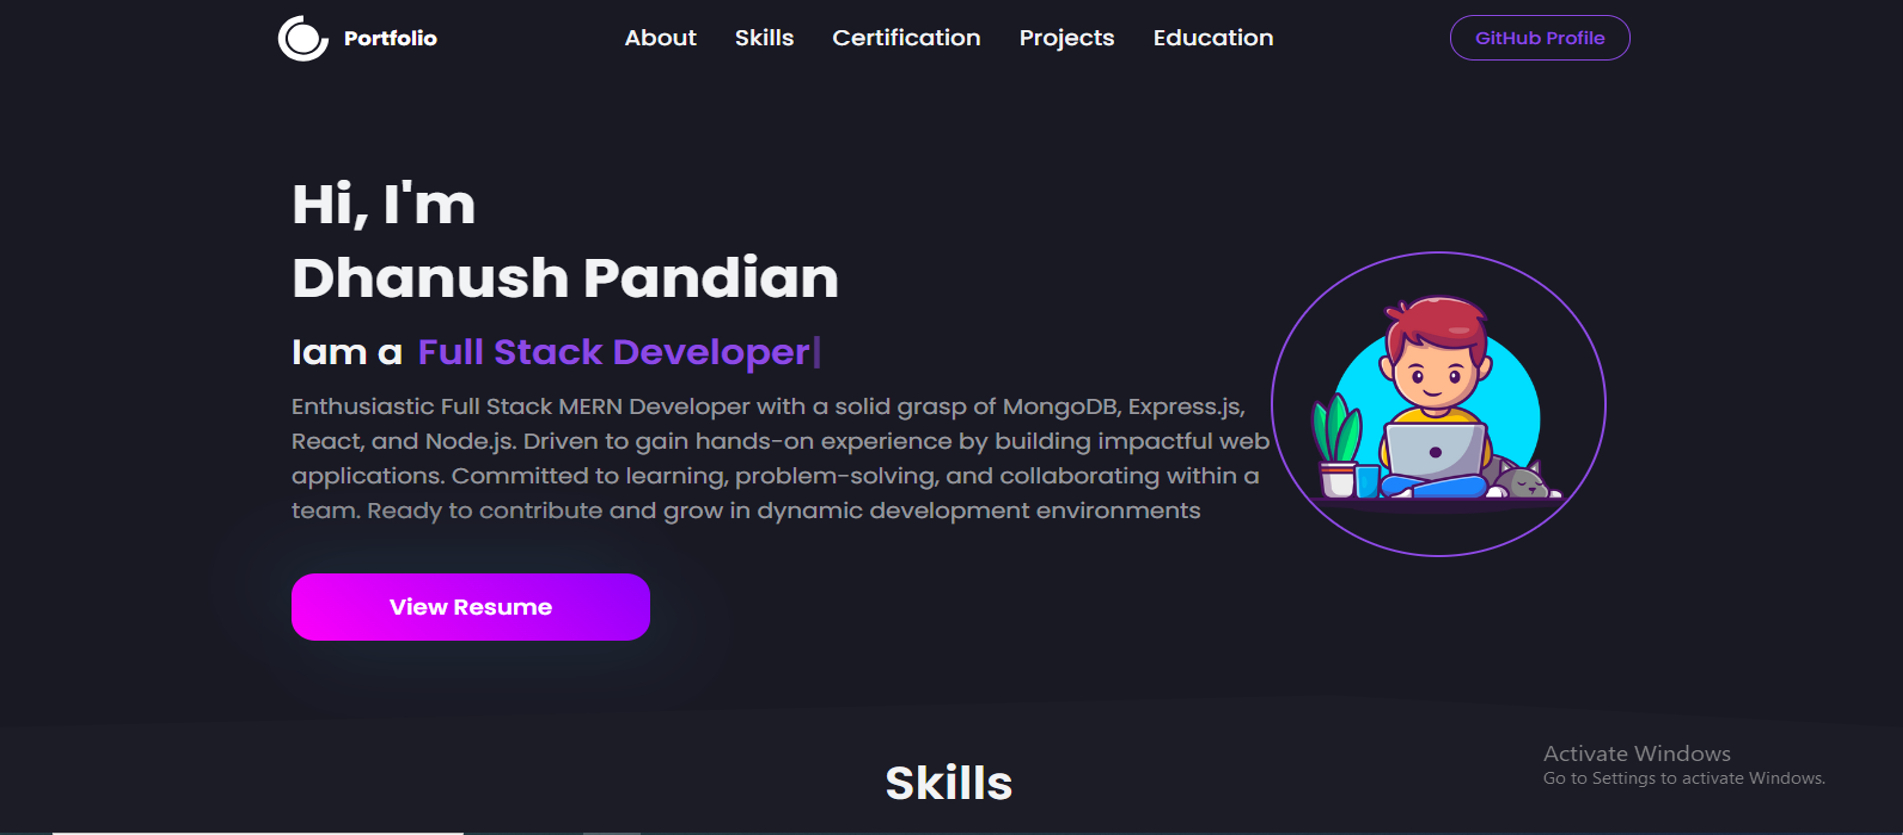 Portfolio
About Skills Certification Projects Education
GitHub Profile
Hi, I'm
Dhanush Pandian
Iam a Full Stack Developer|
Enthusiastic Full Stack MERN Developer with a solid grasp of MongoDB, Express.js,
React, and Node.js. Driven to gain hands-on experience by building impactful web
applications. Committed to learning, problem-solving, and collaborating within a
team. Ready to contribute and grow in dynamic development environments
View Resume
Skills
Activate Windows
Go to Settings to activate Windows.